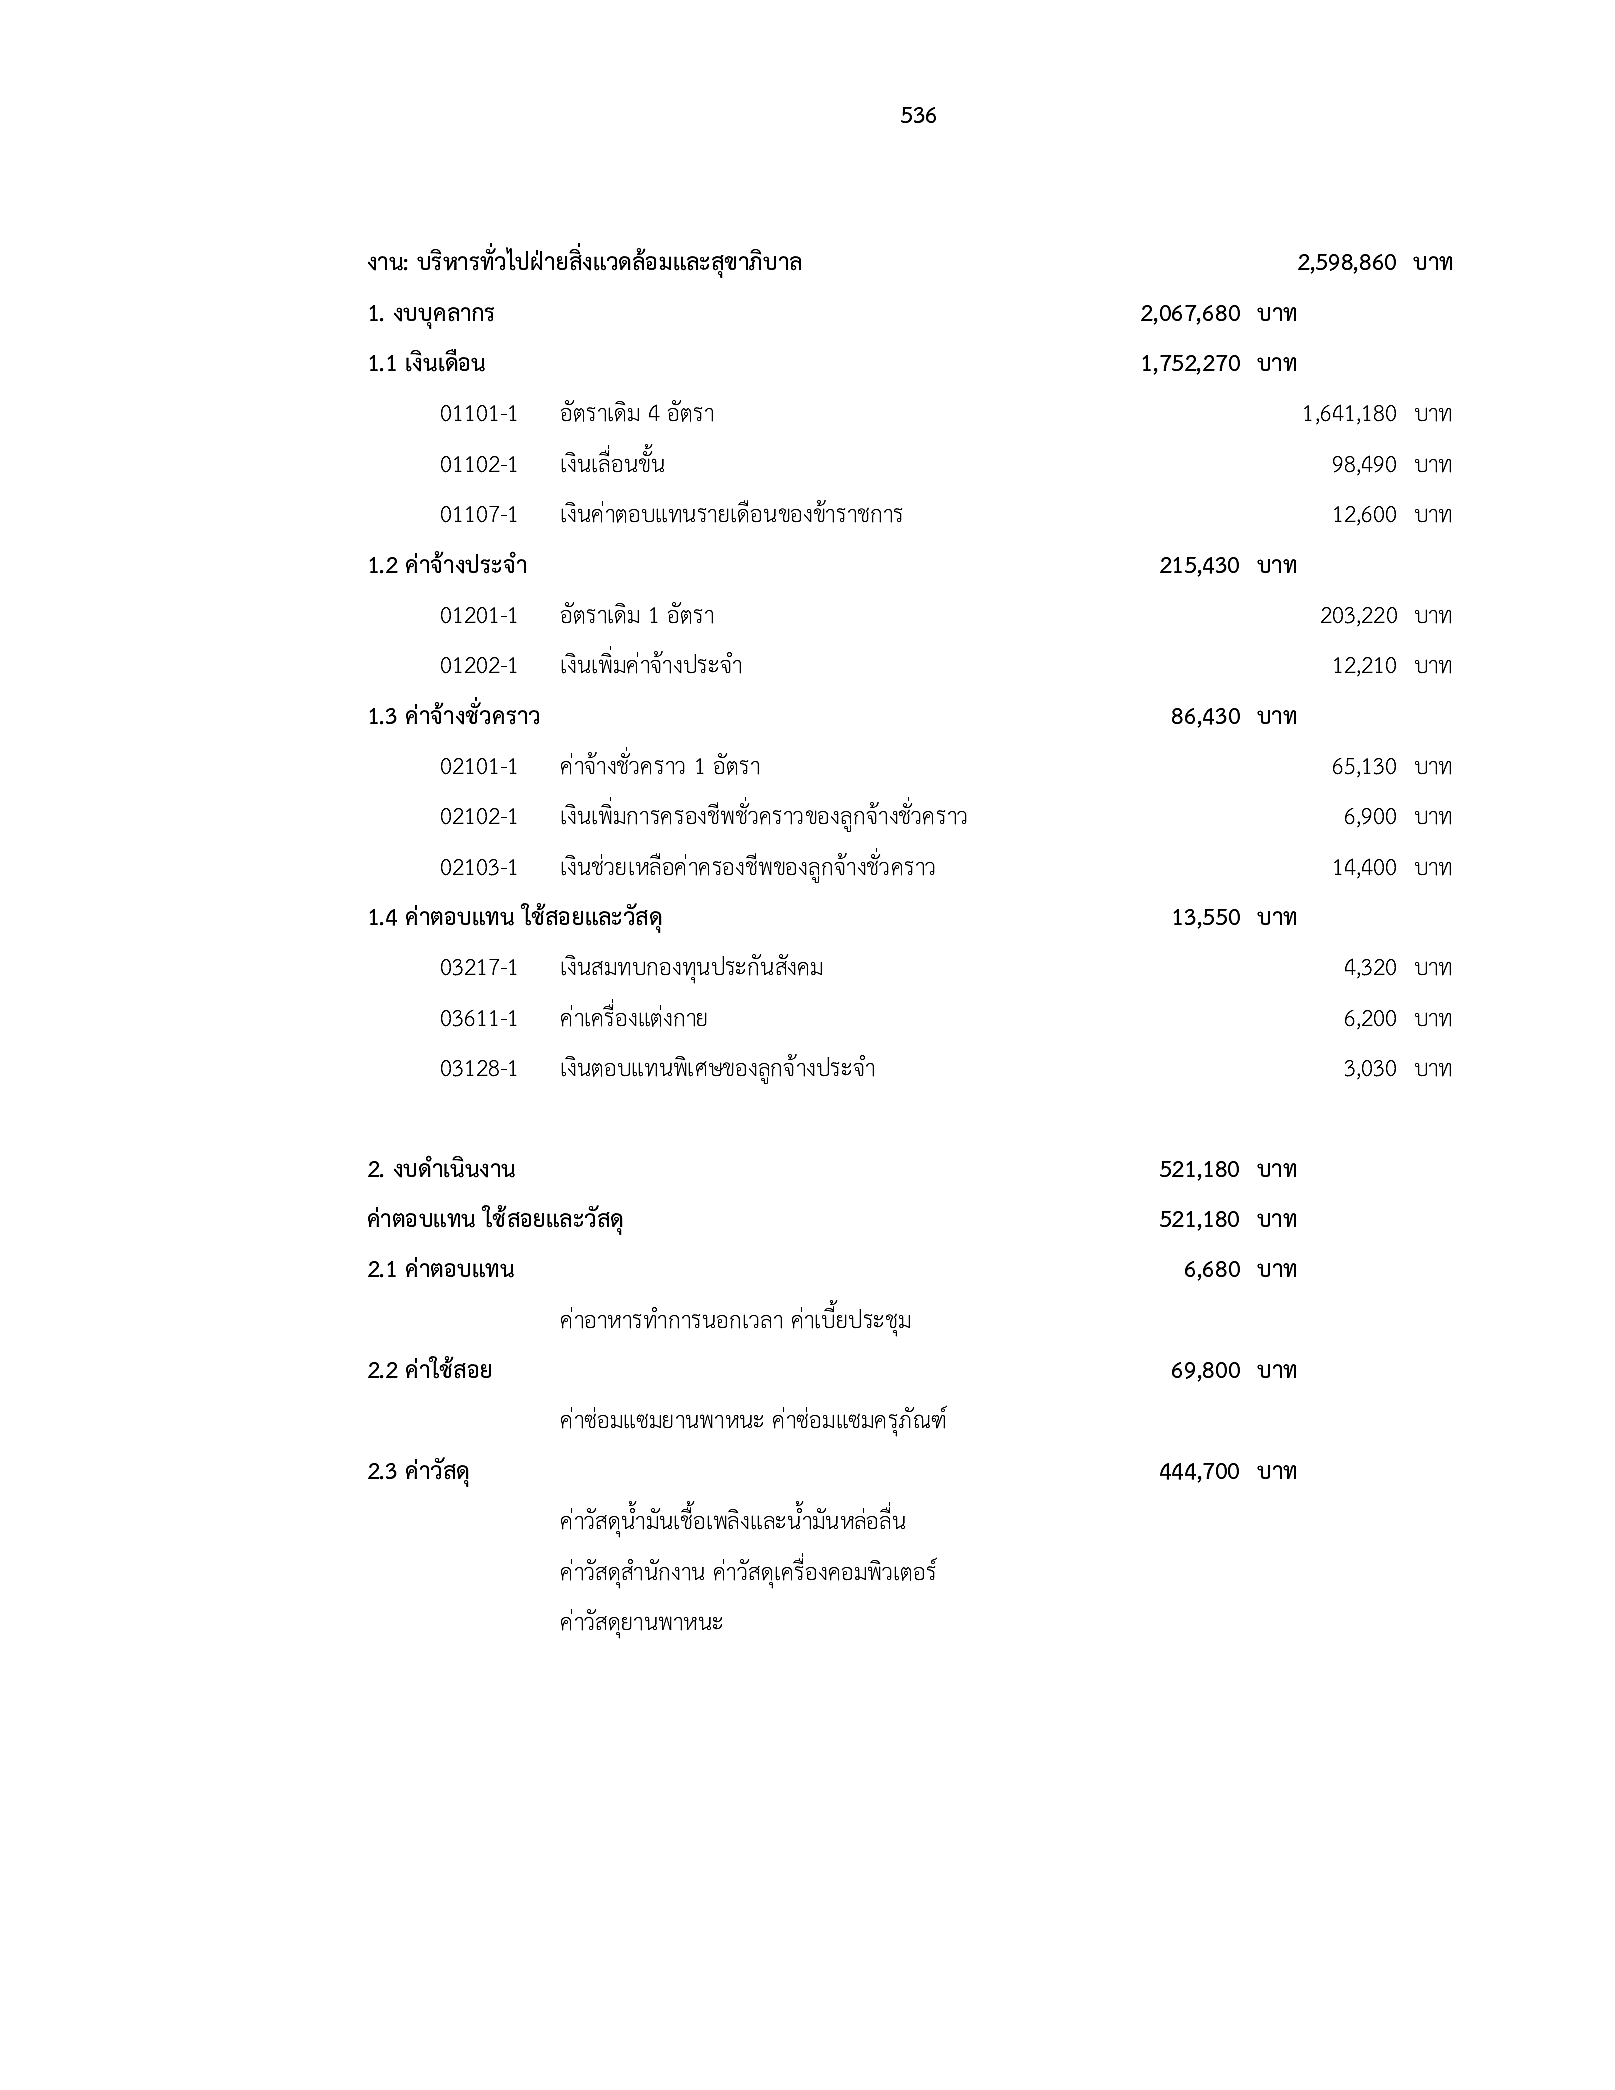 536
งาน: บริหารทั่วไปฝ่ายสิ่งแวดล้อมและสุขาภิบาล 2,598,860 บาท
1. งบบุคลากร 2,067,680 บาท
1.1 เงินเดือน 1,752,270 บาท
01101-1 อัตราเดิม 4 อัตรา 1,641,180 บาท
01102-1 เงินเลื่อนขั้น 98,490 บาท
01107-1 เงินค่าตอบแทนรายเดือนของข้าราชการ 12,600 บาท
1.2 ค่าจ้างประจำ 215,430 บาท
01201-1 อัตราเดิม 1 อัตรา 203,220 บาท
01202-1 เงินเพิ่มค่าจ้างประจำ 12,210 บาท
1.3 ค่าจ้างชั่วคราว 86,430 บาท
02101-1 ค่าจ้างชั่วคราว 1 อัตรา 65,130 บาท
02102-1 เงินเพิ่มการครองชีพชั่วคราวของลูกจ้างชั่วคราว 6,900 บาท
02103-1 เงินช่วยเหลือค่าครองชีพของลูกจ้างชั่วคราว 14,400 บาท
1.4 ค่าตอบแทน ใช้สอยและวัสดุ 13,550 บาท
03217-1 เงินสมทบกองทุนประกันสังคม 4,320 บาท
03611-1 ค่าเครื่องแต่งกาย 6,200 บาท
03128-1 เงินตอบแทนพิเศษของลูกจ้างประจำ 3,030 บาท
2. งบดำเนินงาน 521,180 บาท
ค่าตอบแทน ใช้สอยและวัสดุ 521,180 บาท
2.1 ค่าตอบแทน 6,680 บาท
ค่าอาหารทำการนอกเวลา ค่าเบี้ยประชุม
2.2 ค่าใช้สอย 69,800 บาท
ค่าซ่อมแซมยานพาหนะ ค่าซ่อมแซมครุภัณฑ์
2.3 ค่าวัสดุ 444,700 บาท
ค่าวัสดุน้ำมันเชื้อเพลิงและน้ำมันหล่อลื่น
ค่าวัสดุสำนักงาน ค่าวัสดุเครื่องคอมพิวเตอร์
ค่าวัสดุยานพาหนะ